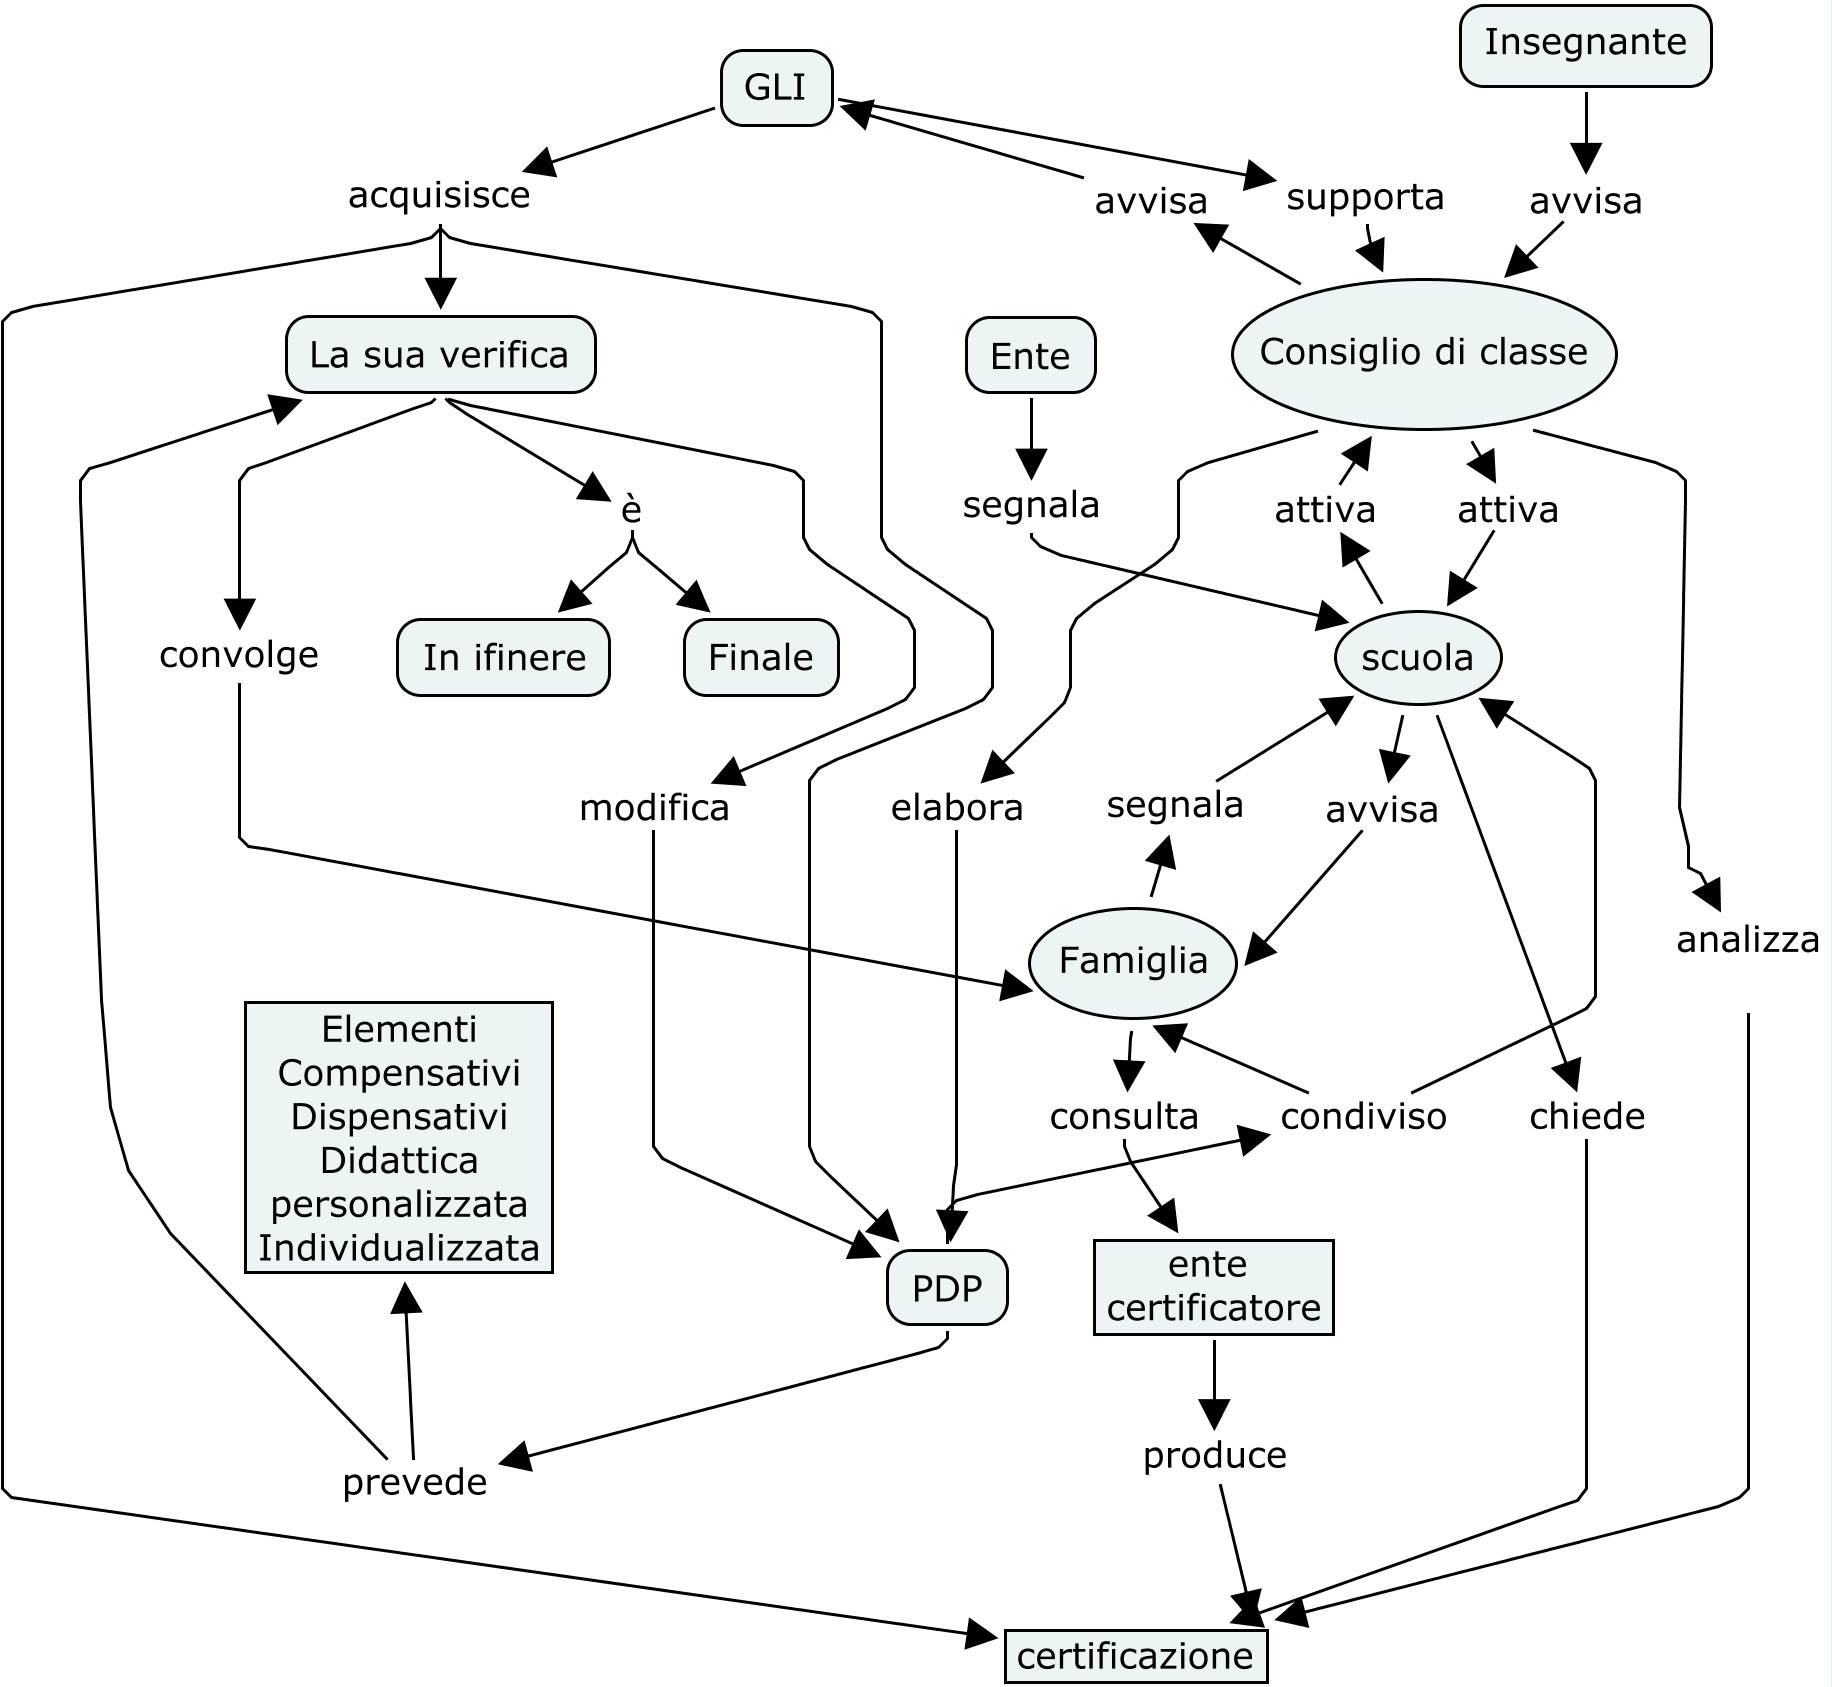 Insegnante
GLI
acquisisce
avvisa
supporta
avvisa
La sua verifica
Ente
Consiglio di classe
segnala
è
attiva
attiva
convolge
In ifinere
Finale
scuola
modifica
elabora
segnala
avvisa
Famiglia
analizza
Elementi
Compensativi
Dispensativi
Didattica
personalizzata
Individualizzata
consulta
condiviso
chiede
PDP
ente
certificatore
prevede
produce
certificazione